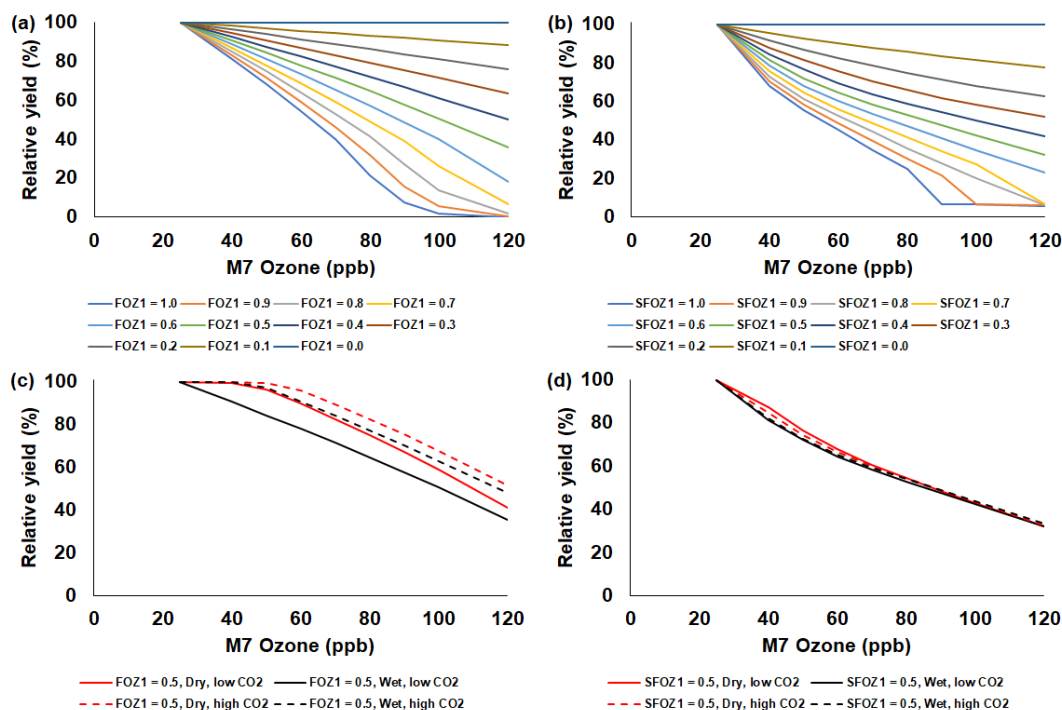 (a)
Relative yield (%)
100
80
60
40
20
0
0 20 40 60 80 100 120
M7 Ozone (ppb)
FOZ1 = 1.0 FOZ1 = 0.9 FOZ1 = 0.8 FOZ1 = 0.7
FOZ1 = 0.6 FOZ1 = 0.5 FOZ1 = 0.4 FOZ1 = 0.3
FOZ1 = 0.2 FOZ1 = 0.1 FOZ1 = 0.0
(b)
Relative yield (%)
100
80
60
40
20
0
0 20 40 60 80 100 120
M7 Ozone (ppb)
SFOZ1 = 1.0 SFOZ1 = 0.9 SFOZ1 = 0.8 SFOZ1 = 0.7
SFOZ1 = 0.6 SFOZ1 = 0.5 SFOZ1 = 0.4 SFOZ1 = 0.3
SFOZ1 = 0.2 SFOZ1 = 0.1 SFOZ1 = 0.0
(c)
Relative yield (%)
100
80
60
40
20
0
0 20 40 60 80 100 120
M7 Ozone (ppb)
FOZ1 = 0.5, Dry, low CO2 FOZ1 = 0.5, Wet, low CO2
FOZ1 = 0.5, Dry, high CO2 FOZ1 = 0.5, Wet, high CO2
(d)
Relative yield (%)
100
80
60
40
20
0
0 20 40 60 80 100 120
M7 Ozone (ppb)
SFOZ1 = 0.5, Dry, low CO2 SFOZ1 = 0.5, Wet, low CO2
SFOZ1 = 0.5, Dry, high CO2 SFOZ1 = 0.5, Wet, high CO2